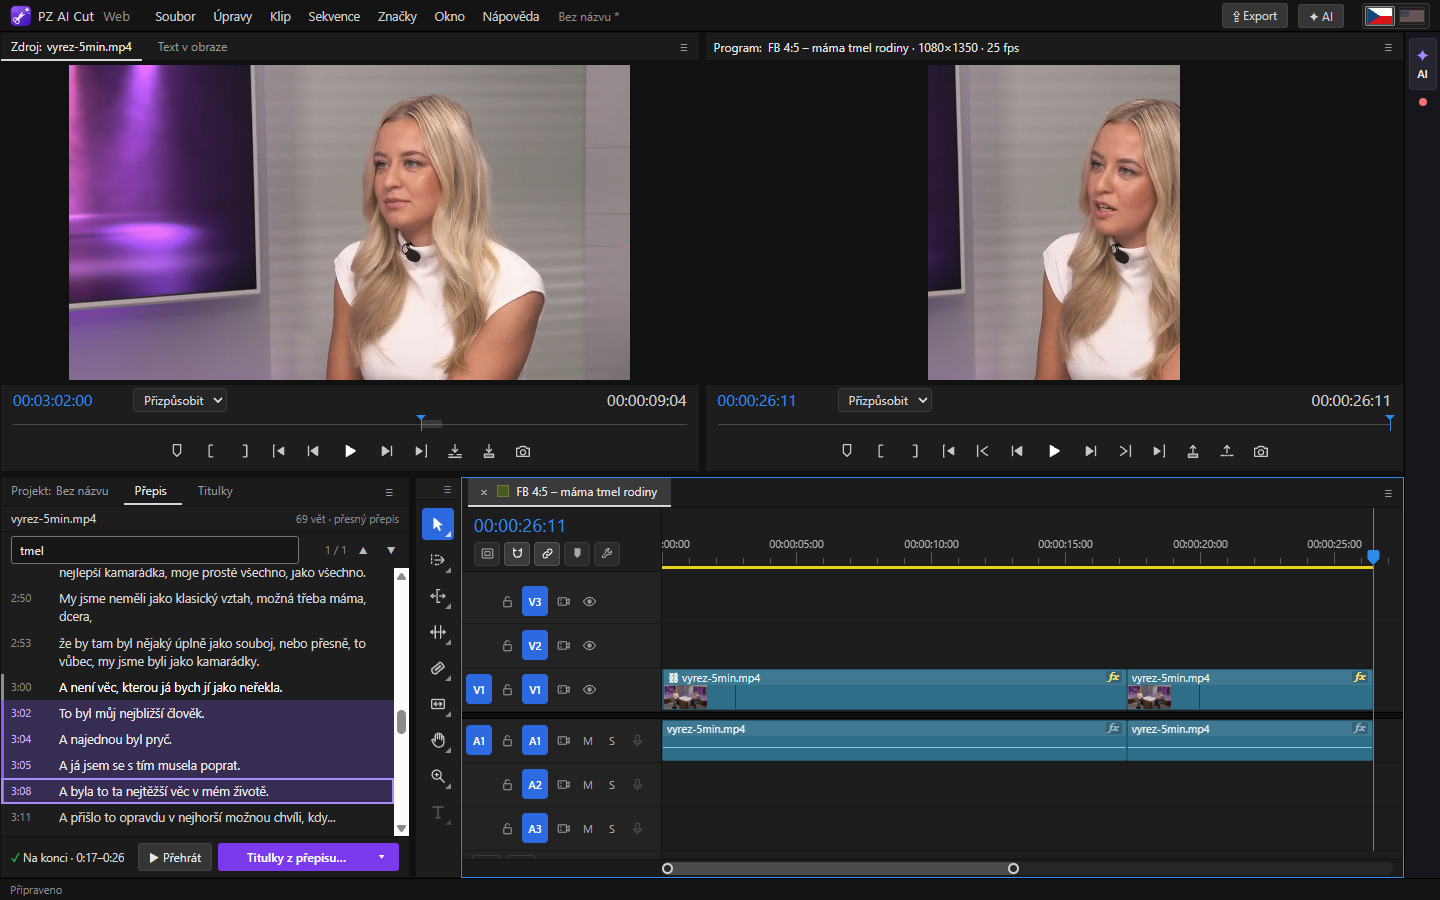 PZ AI Cut Web Soubor Úpravy Klip Sekvence Značky Okno Nápověda Bez názvu * Export AI
Zdroj: vyrez-5min.mp4 Text v obraze
Program: FB 4:5 – máma tmel rodiny · 1080×1350 · 25 fps
AI
00:03:02:00 Přizpůsobit 00:00:09:04
00:00:26:11 Přizpůsobit 00:00:26:11
Projekt: Bez názvu Přepis Titulky
vyrez-5min.mp4 69 vět · přesný přepis
tmel 1 / 1
nejlepší kamarádka, moje prostě všechno, jako všechno.
2:50 My jsme neměli jako klasický vztah, možná třeba máma,
dcera,
2:53 že by tam byl nějaký úplně jako souboj, nebo přesně, to
vůbec, my jsme byli jako kamarádky.
3:00 A není věc, kterou já bych jí jako neřekla.
3:02 To byl můj nejbližší člověk.
3:04 A najednou byl pryč.
3:05 A já jsem se s tím musela poprat.
3:08 A byla to ta nejtěžší věc v mém životě.
3:11 A přišlo to opravdu v nejhorší možnou chvíli, kdy...
✓ Na konci · 0:17–0:26 Přehrát Titulky z přepisu...
× FB 4:5 – máma tmel rodiny
00:00:26:11
:00:00 00:00:05:00 00:00:10:00 00:00:15:00 00:00:20:00 00:00:25:00
V3
V2
V1 V1 vyrez-5min.mp4 fx vyrez-5min.mp4 fx
A1 A1 M S vyrez-5min.mp4 fx vyrez-5min.mp4 fx
A2 M S
A3 M S
T
Připraveno